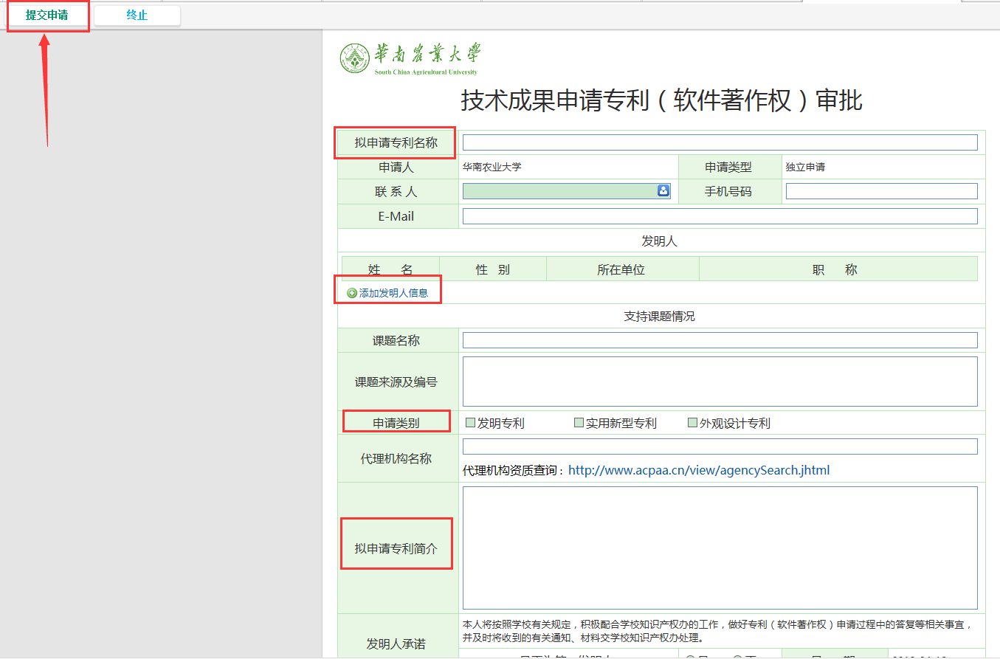 提交申请 终止
華南農業大學
South China Agricultural University
技术成果申请专利（软件著作权）审批
拟申请专利名称
申请人 华南农业大学 申请类型 独立申请
联 系 人 手机号码
E-Mail
发明人
姓 名 性 别 所在单位 职 称
添加发明人信息
支持课题情况
课题名称
课题来源及编号
申请类别 发明专利 实用新型专利 外观设计专利
代理机构名称
代理机构资质查询：http://www.acpaa.cn/view/agencySearch.jhtml
拟申请专利简介
发明人承诺
本人将按照学校有关规定，积极配合学校知识产权办的工作，做好专利（软件著作权）申请过程中的答复等相关事宜，
并及时将收到的有关通知、材料交学校知识产权办处理。